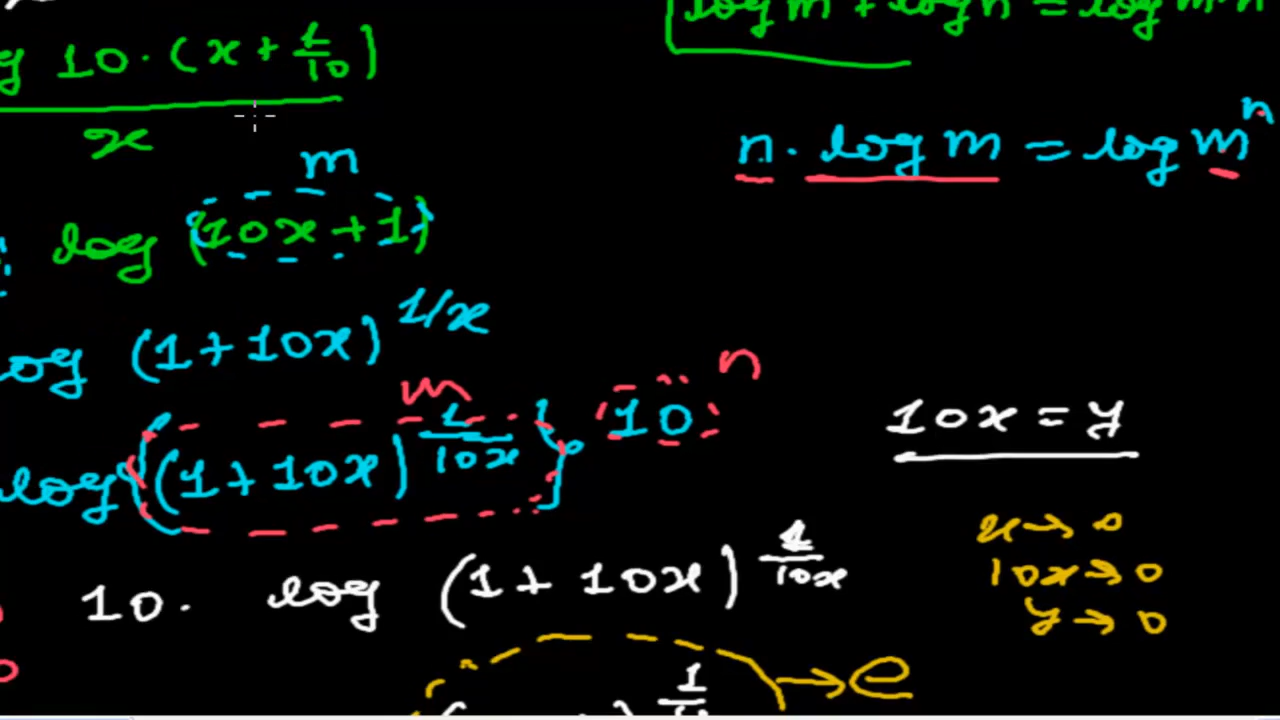 log m + log n = log m·n
10·(x + 1/10)
x
n · log m = log m^n
m
log (10x + 1)
log (1 + 10x)^1/x
m n
log {(1 + 10x)^1/10x}· 10
10x = y
x → 0
10x → 0
y → 0
10· log (1 + 10x)^1/10x
→ e